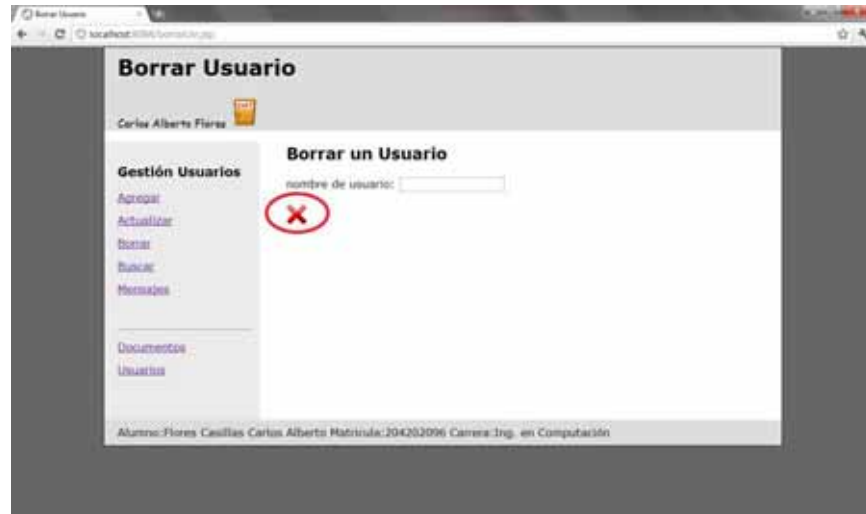 Borrar Usuario
localhost
Borrar Usuario
Carlos Alberto Flores
Gestión Usuarios
Agregar
Actualizar
Borrar
Buscar
Mensajes
Documentos
Usuarios
Borrar un Usuario
nombre de usuario:
Alumno:Flores Casillas Carlos Alberto Matricula:204202096 Carrera:Ing. en Computación